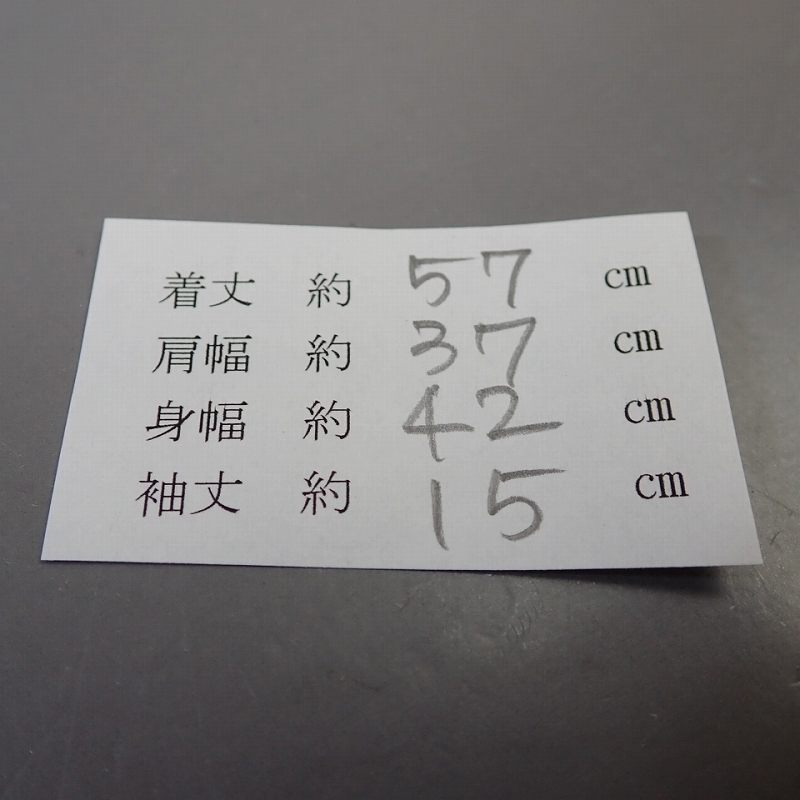 着丈 約 57 cm
肩幅 約 37 cm
身幅 約 42 cm
袖丈 約 15 cm